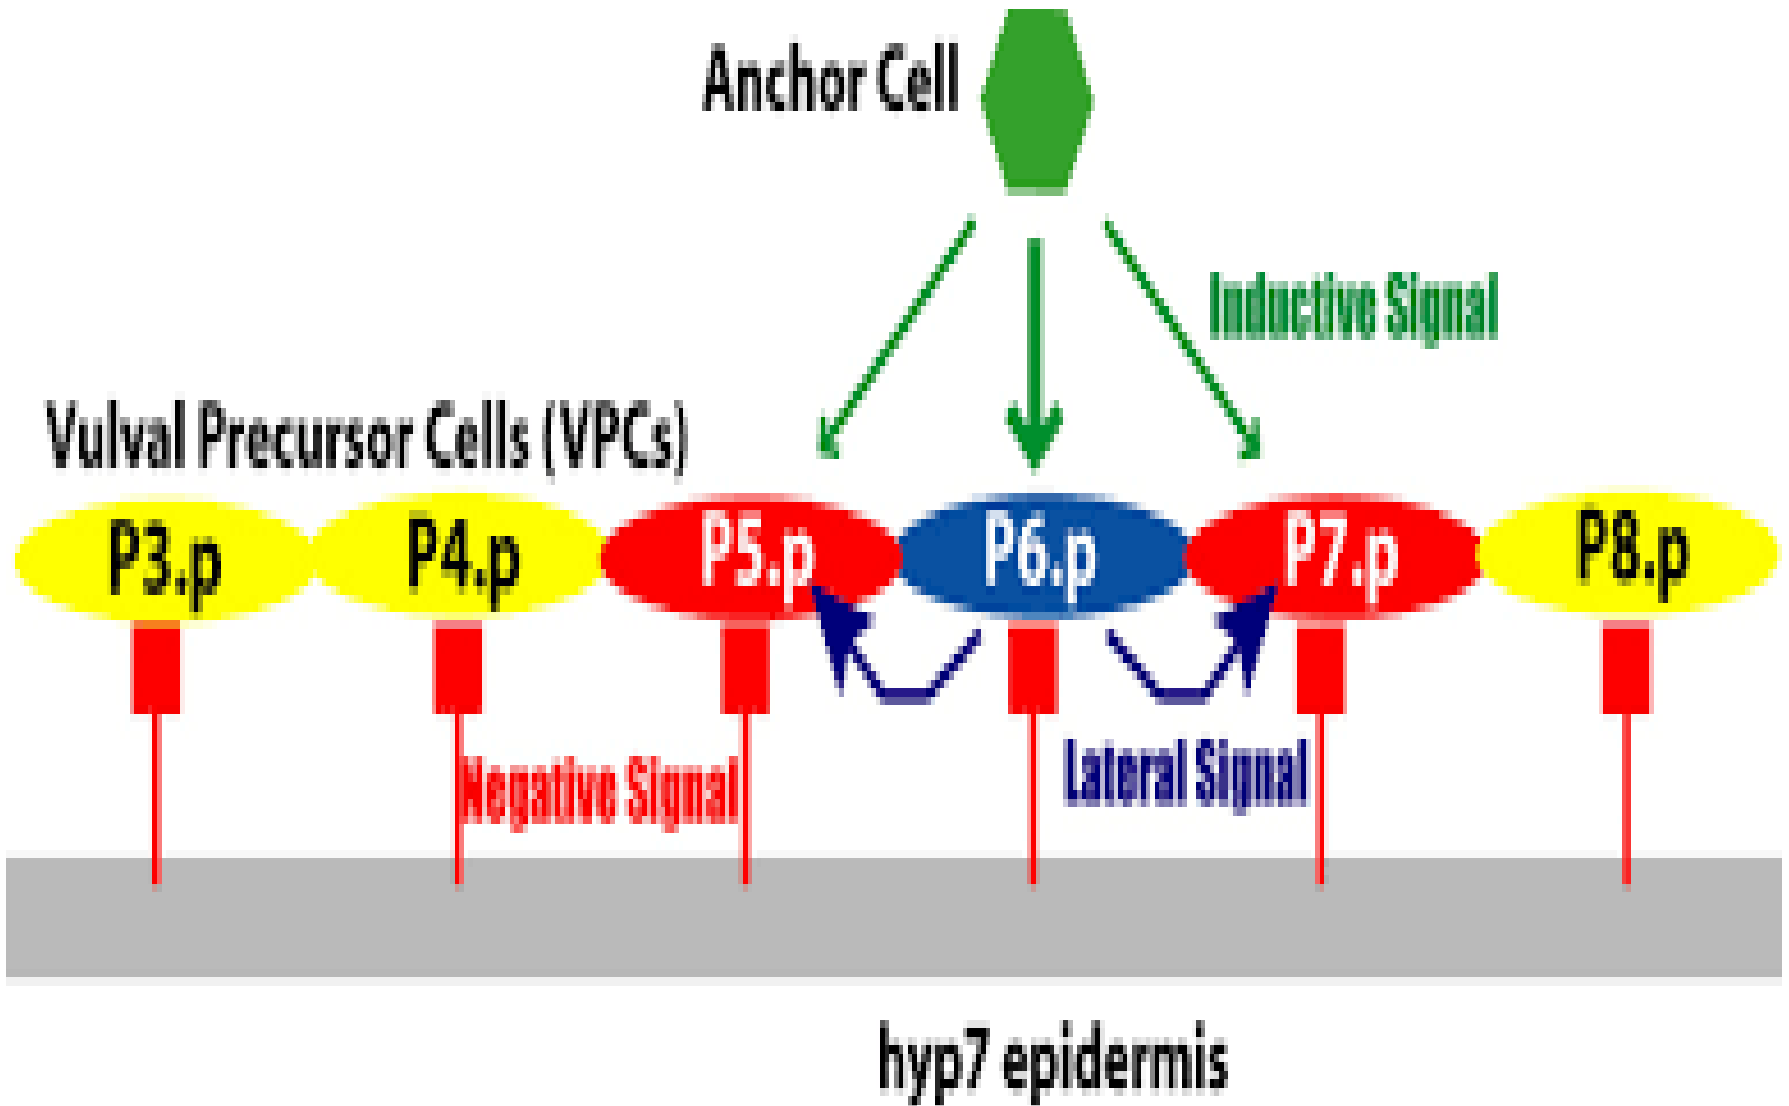 Anchor Cell
Inductive Signal
Vulval Precursor Cells (VPCs)
P3.p
P4.p
P5.p
P6.p
P7.p
P8.p
Negative Signal
Lateral Signal
hyp7 epidermis